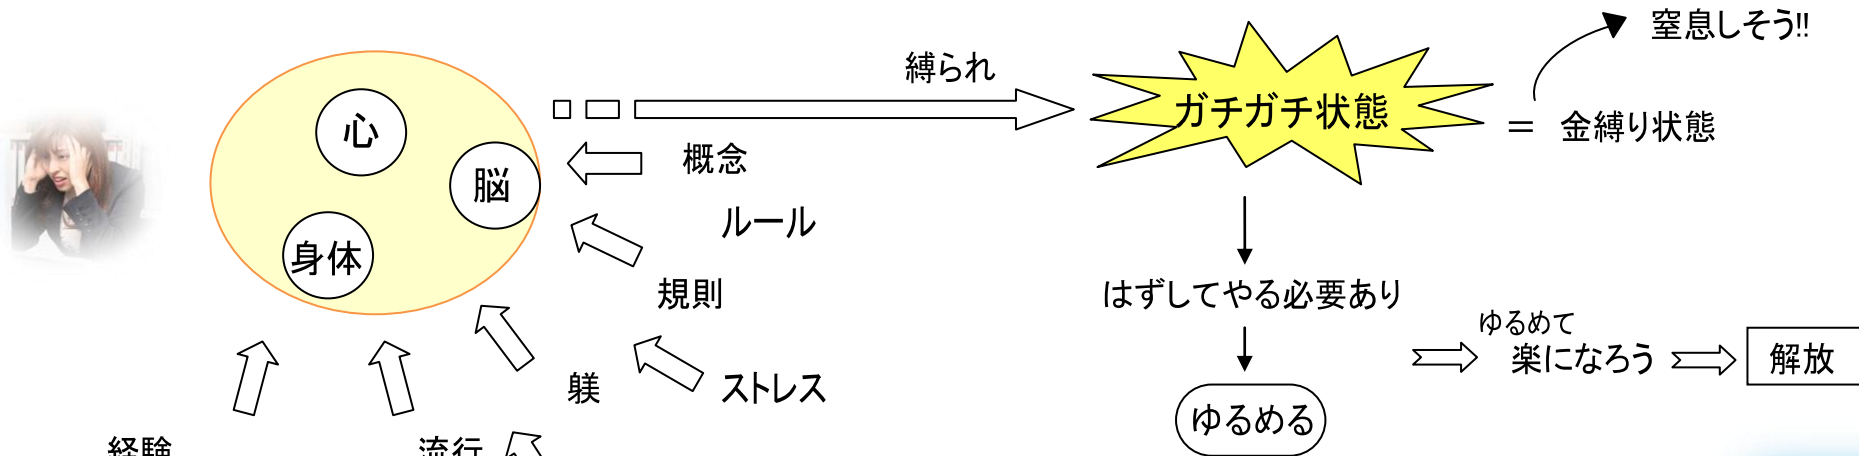 窒息しそう!!
縛られ
ガチガチ状態
= 金縛り状態
心
脳
身体
概念
ルール
規則
はずしてやる必要あり
ゆるめて
楽になろう
解放
躾
ストレス
ゆるめる
経験
流行